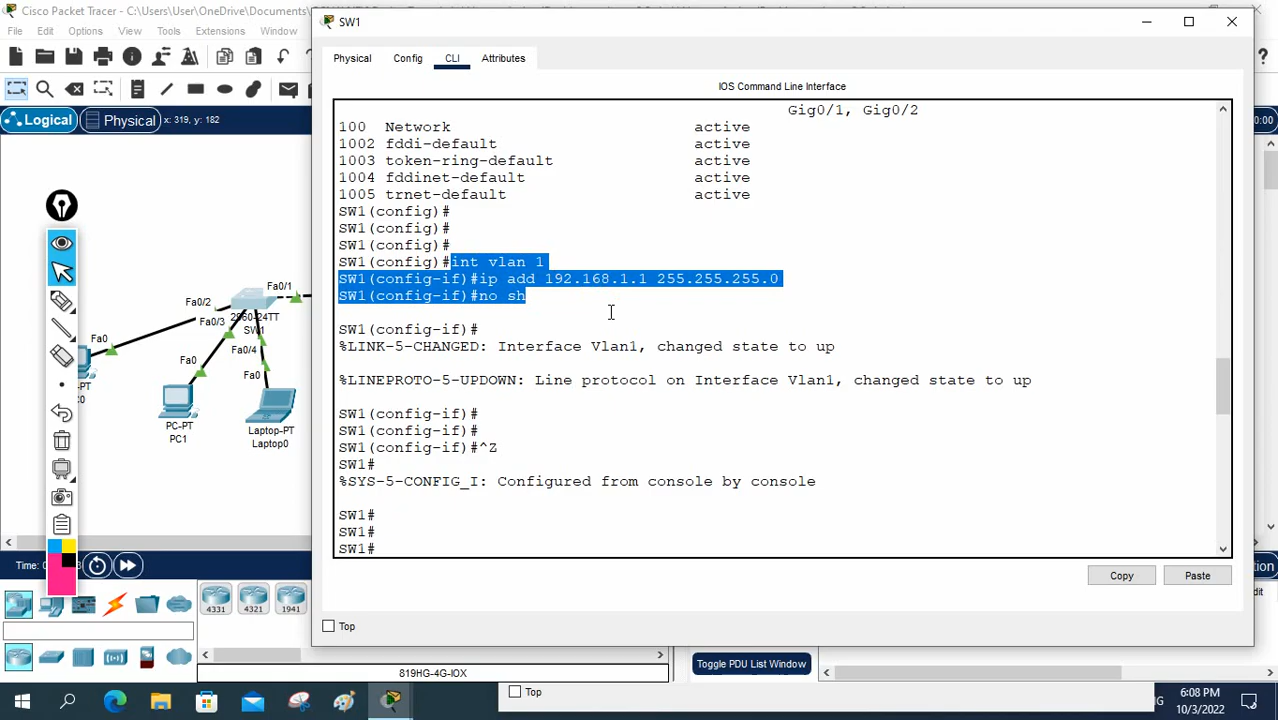 Cisco Packet Tracer - C:\Users\User\OneDrive\Documents\
SW1
File Edit Options View Tools Extensions Window
Physical Config CLI Attributes
IOS Command Line Interface
Logical Physical x: 319, y: 182
Gig0/1, Gig0/2
100 Network active
1002 fddi-default active
1003 token-ring-default active
1004 fddinet-default active
1005 trnet-default active
SW1(config)#
SW1(config)#
SW1(config)#
SW1(config)#int vlan 1
SW1(config-if)#ip add 192.168.1.1 255.255.255.0
SW1(config-if)#no sh
SW1(config-if)#
%LINK-5-CHANGED: Interface Vlan1, changed state to up
%LINEPROTO-5-UPDOWN: Line protocol on Interface Vlan1, changed state to up
SW1(config-if)#
SW1(config-if)#
SW1(config-if)#^Z
SW1#
%SYS-5-CONFIG_I: Configured from console by console
SW1#
SW1#
SW1#
Fa0/1
Fa0/2
2960-24TT
SW1
Fa0/3
Fa0/4
Fa0
Fa0
Fa0
-PT
C0
PC-PT
PC1
Laptop-PT
Laptop0
:00
Copy Paste
Time: 0
Top
4331 4321 1941
819HG-4G-IOX
Toggle PDU List Window
Top
6:08 PM
10/3/2022